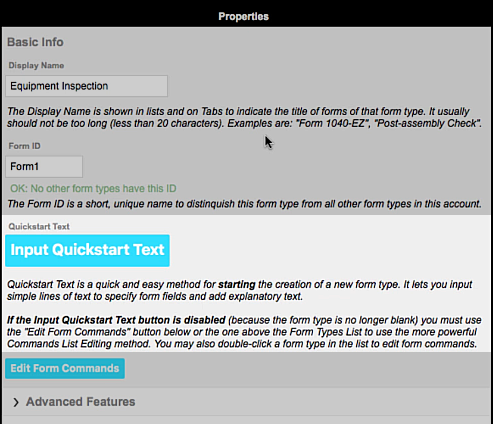 Properties
Basic Info
Display Name
Equipment Inspection
The Display Name is shown in lists and on Tabs to indicate the title of forms of that form type. It usually
should not be too long (less than 20 characters). Examples are: "Form 1040-EZ", "Post-assembly Check".
Form ID
Form1
OK: No other form types have this ID
The Form ID is a short, unique name to distinquish this form type from all other form types in this account.
Quickstart Text
Input Quickstart Text
Quickstart Text is a quick and easy method for starting the creation of a new form type. It lets you input
simple lines of text to specify form fields and add explanatory text.
If the Input Quickstart Text button is disabled (because the form type is no longer blank) you must use
the "Edit Form Commands" button below or the one above the Form Types List to use the more powerful
Commands List Editing method. You may also double-click a form type in the list to edit form commands.
Edit Form Commands
Advanced Features